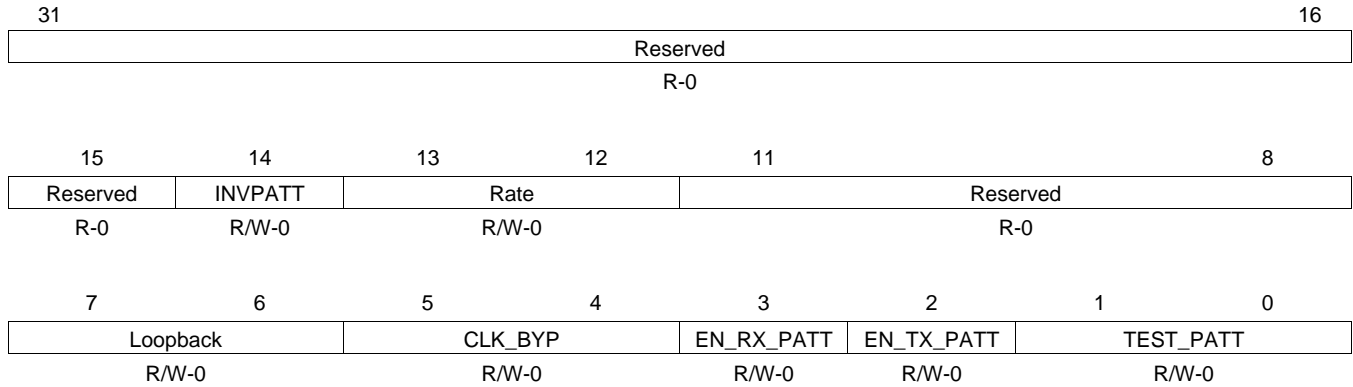 31 16
Reserved
R-0
15 14 13 12 11 8
Reserved INVPATT Rate Reserved
R-0 R/W-0 R/W-0 R-0
7 6 5 4 3 2 1 0
Loopback CLK_BYP EN_RX_PATT EN_TX_PATT TEST_PATT
R/W-0 R/W-0 R/W-0 R/W-0 R/W-0